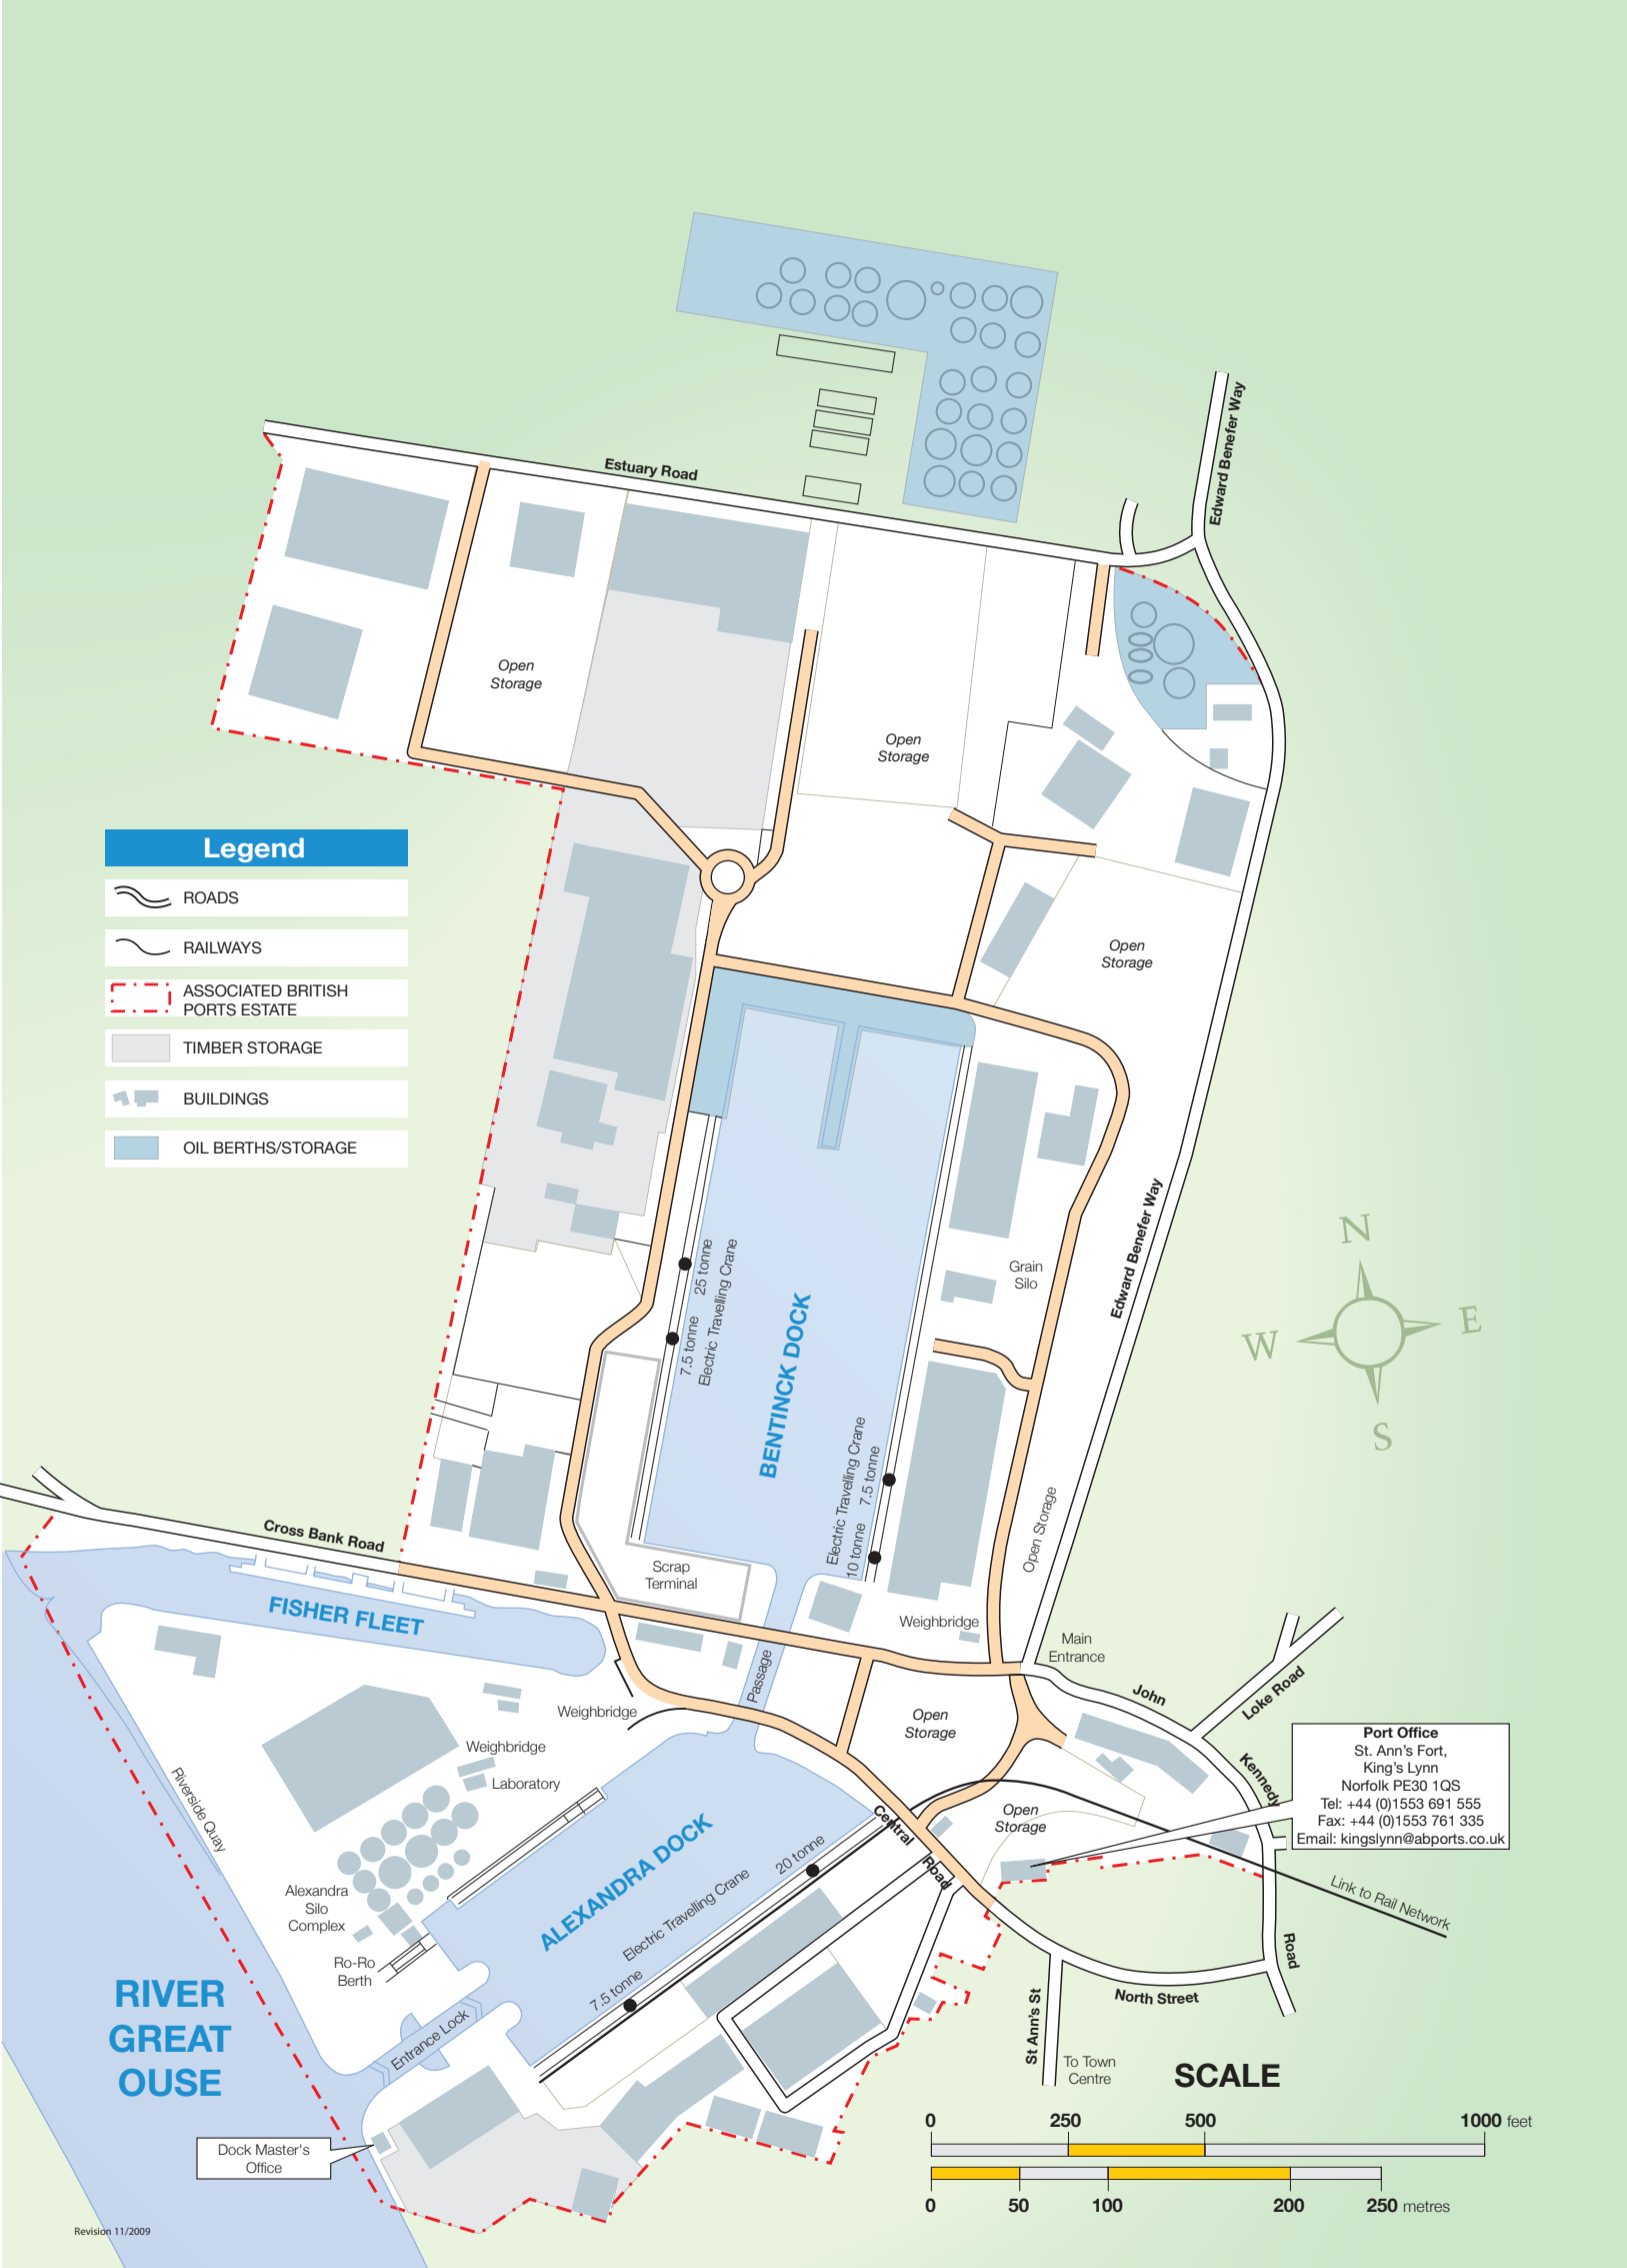 Edward Benefer Way
Estuary Road
Open
Storage
Open
Storage
Legend
ROADS
RAILWAYS
ASSOCIATED BRITISH
PORTS ESTATE
TIMBER STORAGE
BUILDINGS
OIL BERTHS/STORAGE
Open
Storage
25 tonne
7.5 tonne
Electric Travelling Crane
BENTINCK DOCK
Grain
Silo
Edward Benefer Way
N
E
W
S
Electric Travelling Crane
7.5 tonne
10 tonne
Open Storage
Cross Bank Road
FISHER FLEET
Scrap
Terminal
Weighbridge
Main
Entrance
Passage
John
Loke Road
Kennedy
Road
Weighbridge
Open
Storage
Port Office
St. Ann's Fort,
King's Lynn
Norfolk PE30 1QS
Tel: +44 (0)1553 691 555
Fax: +44 (0)1553 761 335
Email: kingslynn@abports.co.uk
Weighbridge
Laboratory
Riverside Quay
Central
Road
Open
Storage
ALEXANDRA DOCK
20 tonne
Electric Travelling Crane
7.5 tonne
Alexandra
Silo
Complex
Ro-Ro
Berth
Link to Rail Network
RIVER
GREAT
OUSE
Entrance Lock
North Street
St Ann's St
To Town
Centre
Dock Master's
Office
SCALE
0 250 500 1000 feet
0 50 100 200 250 metres
Revision 11/2009